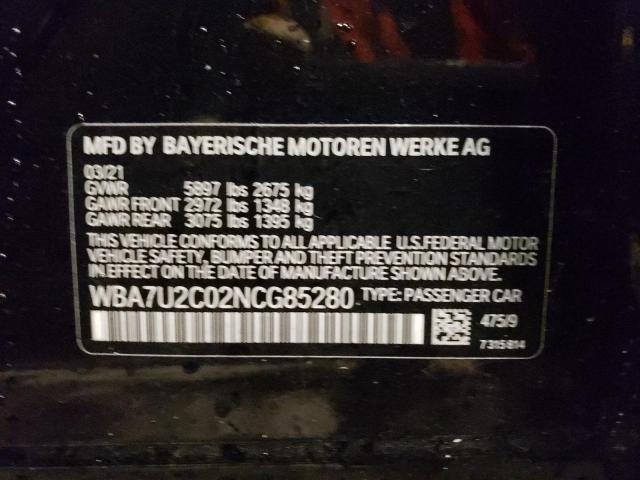 MFD BY BAYERISCHE MOTOREN WERKE AG
03/21
GVWR 5897 lbs 2675 kg
GAWR FRONT 2972 lbs 1348 kg
GAWR REAR 3075 lbs 1395 kg
THIS VEHICLE CONFORMS TO ALL APPLICABLE U.S.FEDERAL MOTOR
VEHICLE SAFETY, BUMPER, AND THEFT PREVENTION STANDARDS
IN EFFECT ON THE DATE OF MANUFACTURE SHOWN ABOVE.
WBA7U2C02NCG85280 TYPE: PASSENGER CAR
475/9
7315814